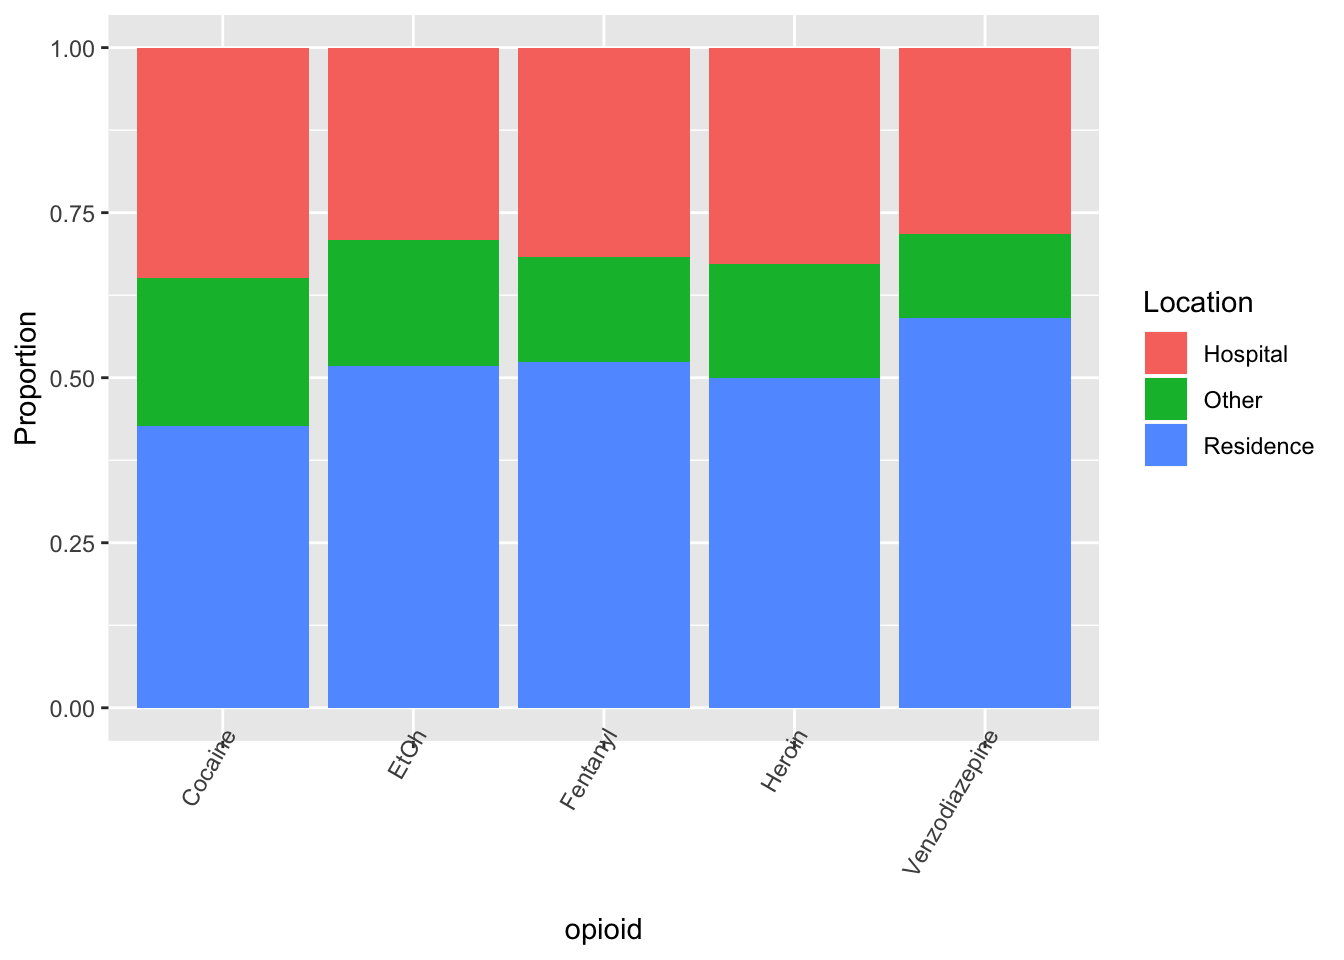 1.00
0.75
0.50
0.25
0.00
Proportion
Cocaine
EtOh
Fentanyl
Heroin
Venzodiazepine
opioid
Location
Hospital
Other
Residence